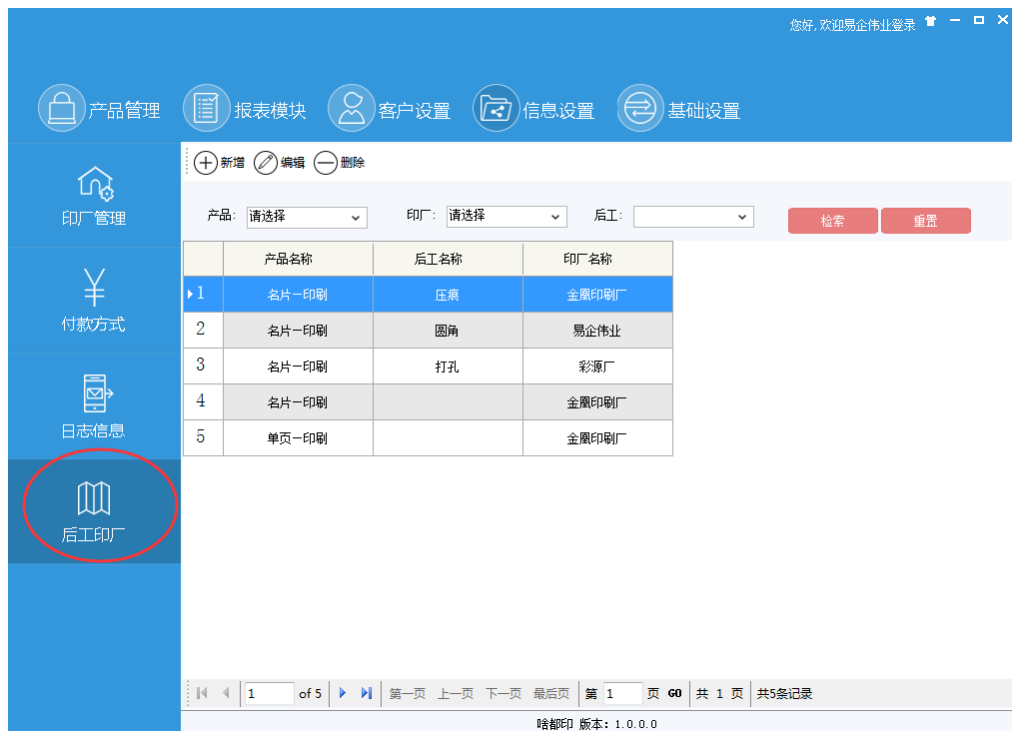 您好,欢迎易企伟业登录
产品管理 报表模块 客户设置 信息设置 基础设置
印厂管理
付款方式
日志信息
后工印厂
新增 编辑 删除
产品: 请选择 印厂: 请选择 后工: 检索 重置
产品名称 后工名称 印厂名称
1 名片—印刷 压痕 金凰印刷厂
2 名片—印刷 圆角 易企伟业
3 名片—印刷 打孔 彩源厂
4 名片—印刷 金凰印刷厂
5 单页—印刷 金凰印刷厂
1 of 5 第一页 上一页 下一页 最后页 第 1 页 GO 共 1 页 共5条记录
啥都印 版本: 1.0.0.0